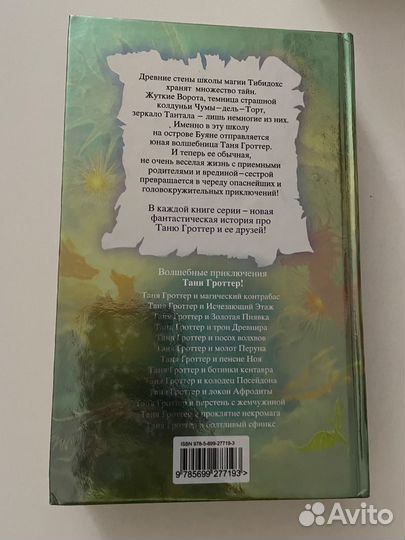 Древние стены школы магии Тибидохс
хранят множество тайн.
Жуткие Ворота, темница страшной
колдуньи Чумы-дель-Торт,
зеркало Тантала – лишь немногие из них.
Именно в эту школу
на острове Буяне отправляется
юная волшебница Таня Гроттер.
И теперь ее обычная,
не очень веселая жизнь с приемными
родителями и врединой-сестрой
превращается в череду опаснейших и
головокружительных приключений!
В каждой книге серии – новая
фантастическая история про
Таню Гроттер и ее друзей!
Волшебные приключения
Тани Гроттер!
Таня Гроттер и магический контрабас
Таня Гроттер и Исчезающий Этаж
Таня Гроттер и Золотая Пиявка
Таня Гроттер и трон Древнира
Таня Гроттер и посох волхвов
Таня Гроттер и молот Перуна
Таня Гроттер и пенсне Ноя
Таня Гроттер и ботинки кентавра
Таня Гроттер и колодец Посейдона
Таня Гроттер и локон Афродиты
Таня Гроттер и перстень с жемчужиной
Таня Гроттер и проклятие некромага
Таня Гроттер и болтливый сфинкс
ISBN 978-5-699-27719-3
9 785699 277193 >
Avito